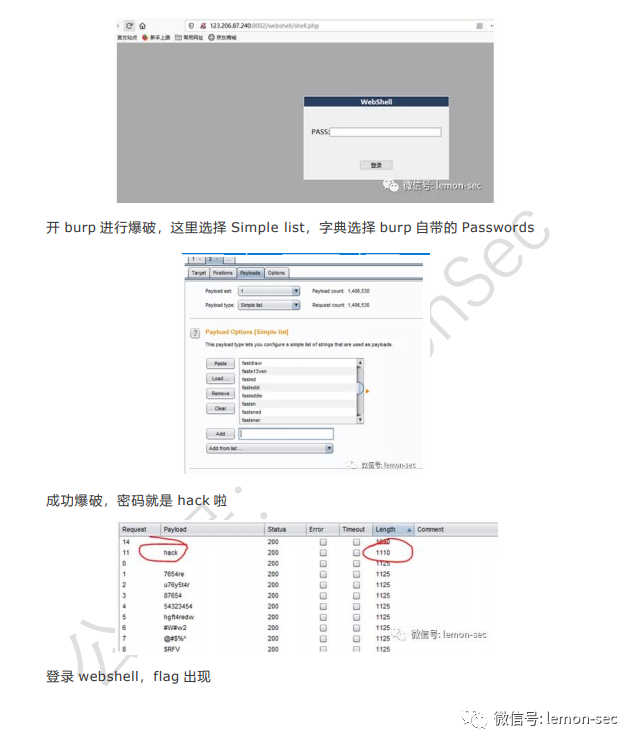 123.206.87.240:8002/webshell/shell.php
官方站点 新手上路 常用网址 京东商城
WebShell
PASS:
登录
微信号: lemon-sec
开 burp 进行爆破，这里选择 Simple list，字典选择 burp 自带的 Passwords
1 2 ...
Target Positions Payloads Options
Payload set: 1 Payload count: 1,486,530
Payload type: Simple list Request count: 1,486,530
? Payload Options [Simple list]
This payload type lets you configure a simple list of strings that are used as payloads.
Paste fastdraw
faste13ven
Load ... fasted
fasteddi
Remove fasteddie
fasten
Clear fastened
fastener
Add
Add from list ...
微信号: lemon-sec
成功爆破，密码就是 hack 啦
Request Payload Status Error Timeout Length Comment
14 200
11 hack 200 1110
0 200 1125
1 7654re 200 1125
2 u76y5t4r 200 1125
3 87654 200 1125
4 54323454 200 1125
5 hgft4redw 200 1125
6 #W#w2 200 1125
7 @#$%^ 200 1125
8 $RFV 200 1125
微信号: lemon-sec
登录 webshell，flag 出现
微信号: lemon-sec